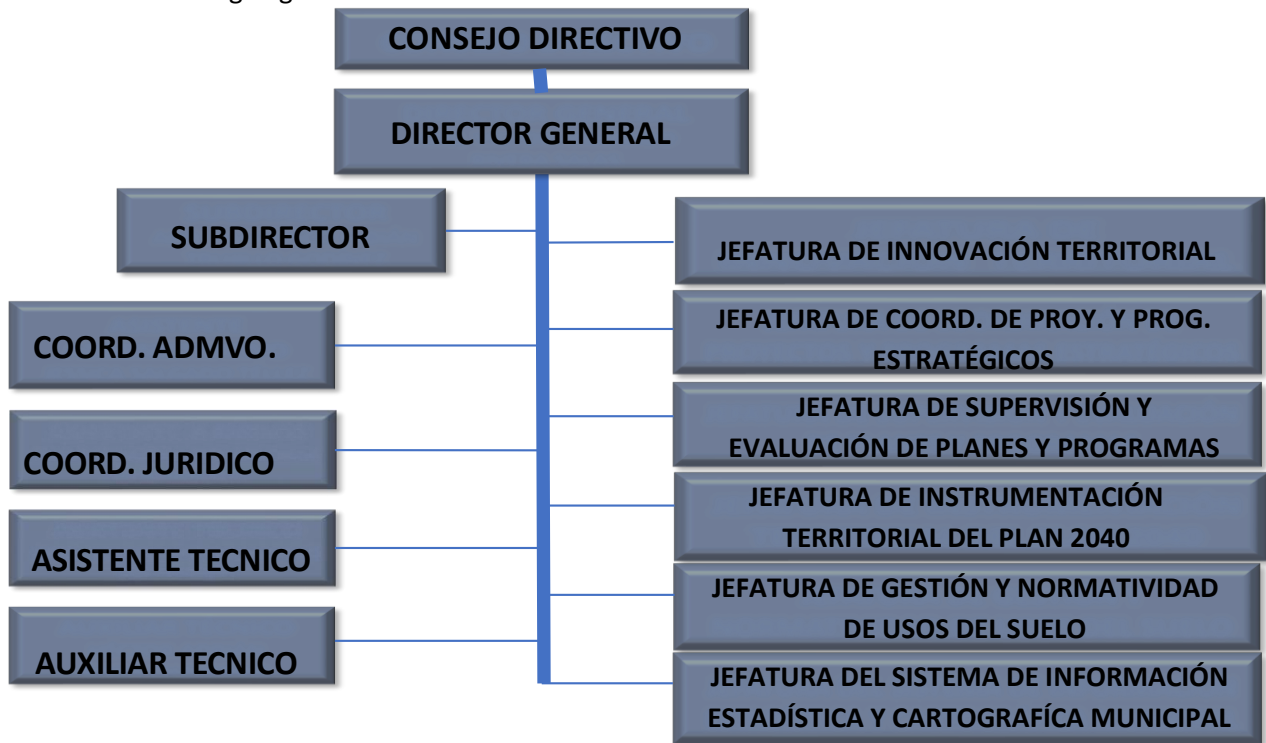 CONSEJO DIRECTIVO
DIRECTOR GENERAL
SUBDIRECTOR
COORD. ADMVO.
COORD. JURIDICO
ASISTENTE TECNICO
AUXILIAR TECNICO
JEFATURA DE INNOVACIÓN TERRITORIAL
JEFATURA DE COORD. DE PROY. Y PROG.
ESTRATÉGICOS
JEFATURA DE SUPERVISIÓN Y
EVALUACIÓN DE PLANES Y PROGRAMAS
JEFATURA DE INSTRUMENTACIÓN
TERRITORIAL DEL PLAN 2040
JEFATURA DE GESTIÓN Y NORMATIVIDAD
DE USOS DEL SUELO
JEFATURA DEL SISTEMA DE INFORMACIÓN
ESTADÍSTICA Y CARTOGRAFÍCA MUNICIPAL